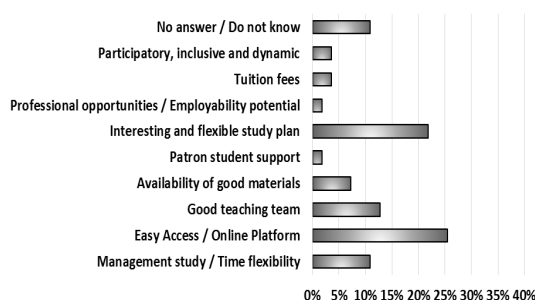 No answer / Do not know
Participatory, inclusive and dynamic
Tuition fees
Professional opportunities / Employability potential
Interesting and flexible study plan
Patron student support
Availability of good materials
Good teaching team
Easy Access / Online Platform
Management study / Time flexibility
0% 5% 10% 15% 20% 25% 30% 35% 40%